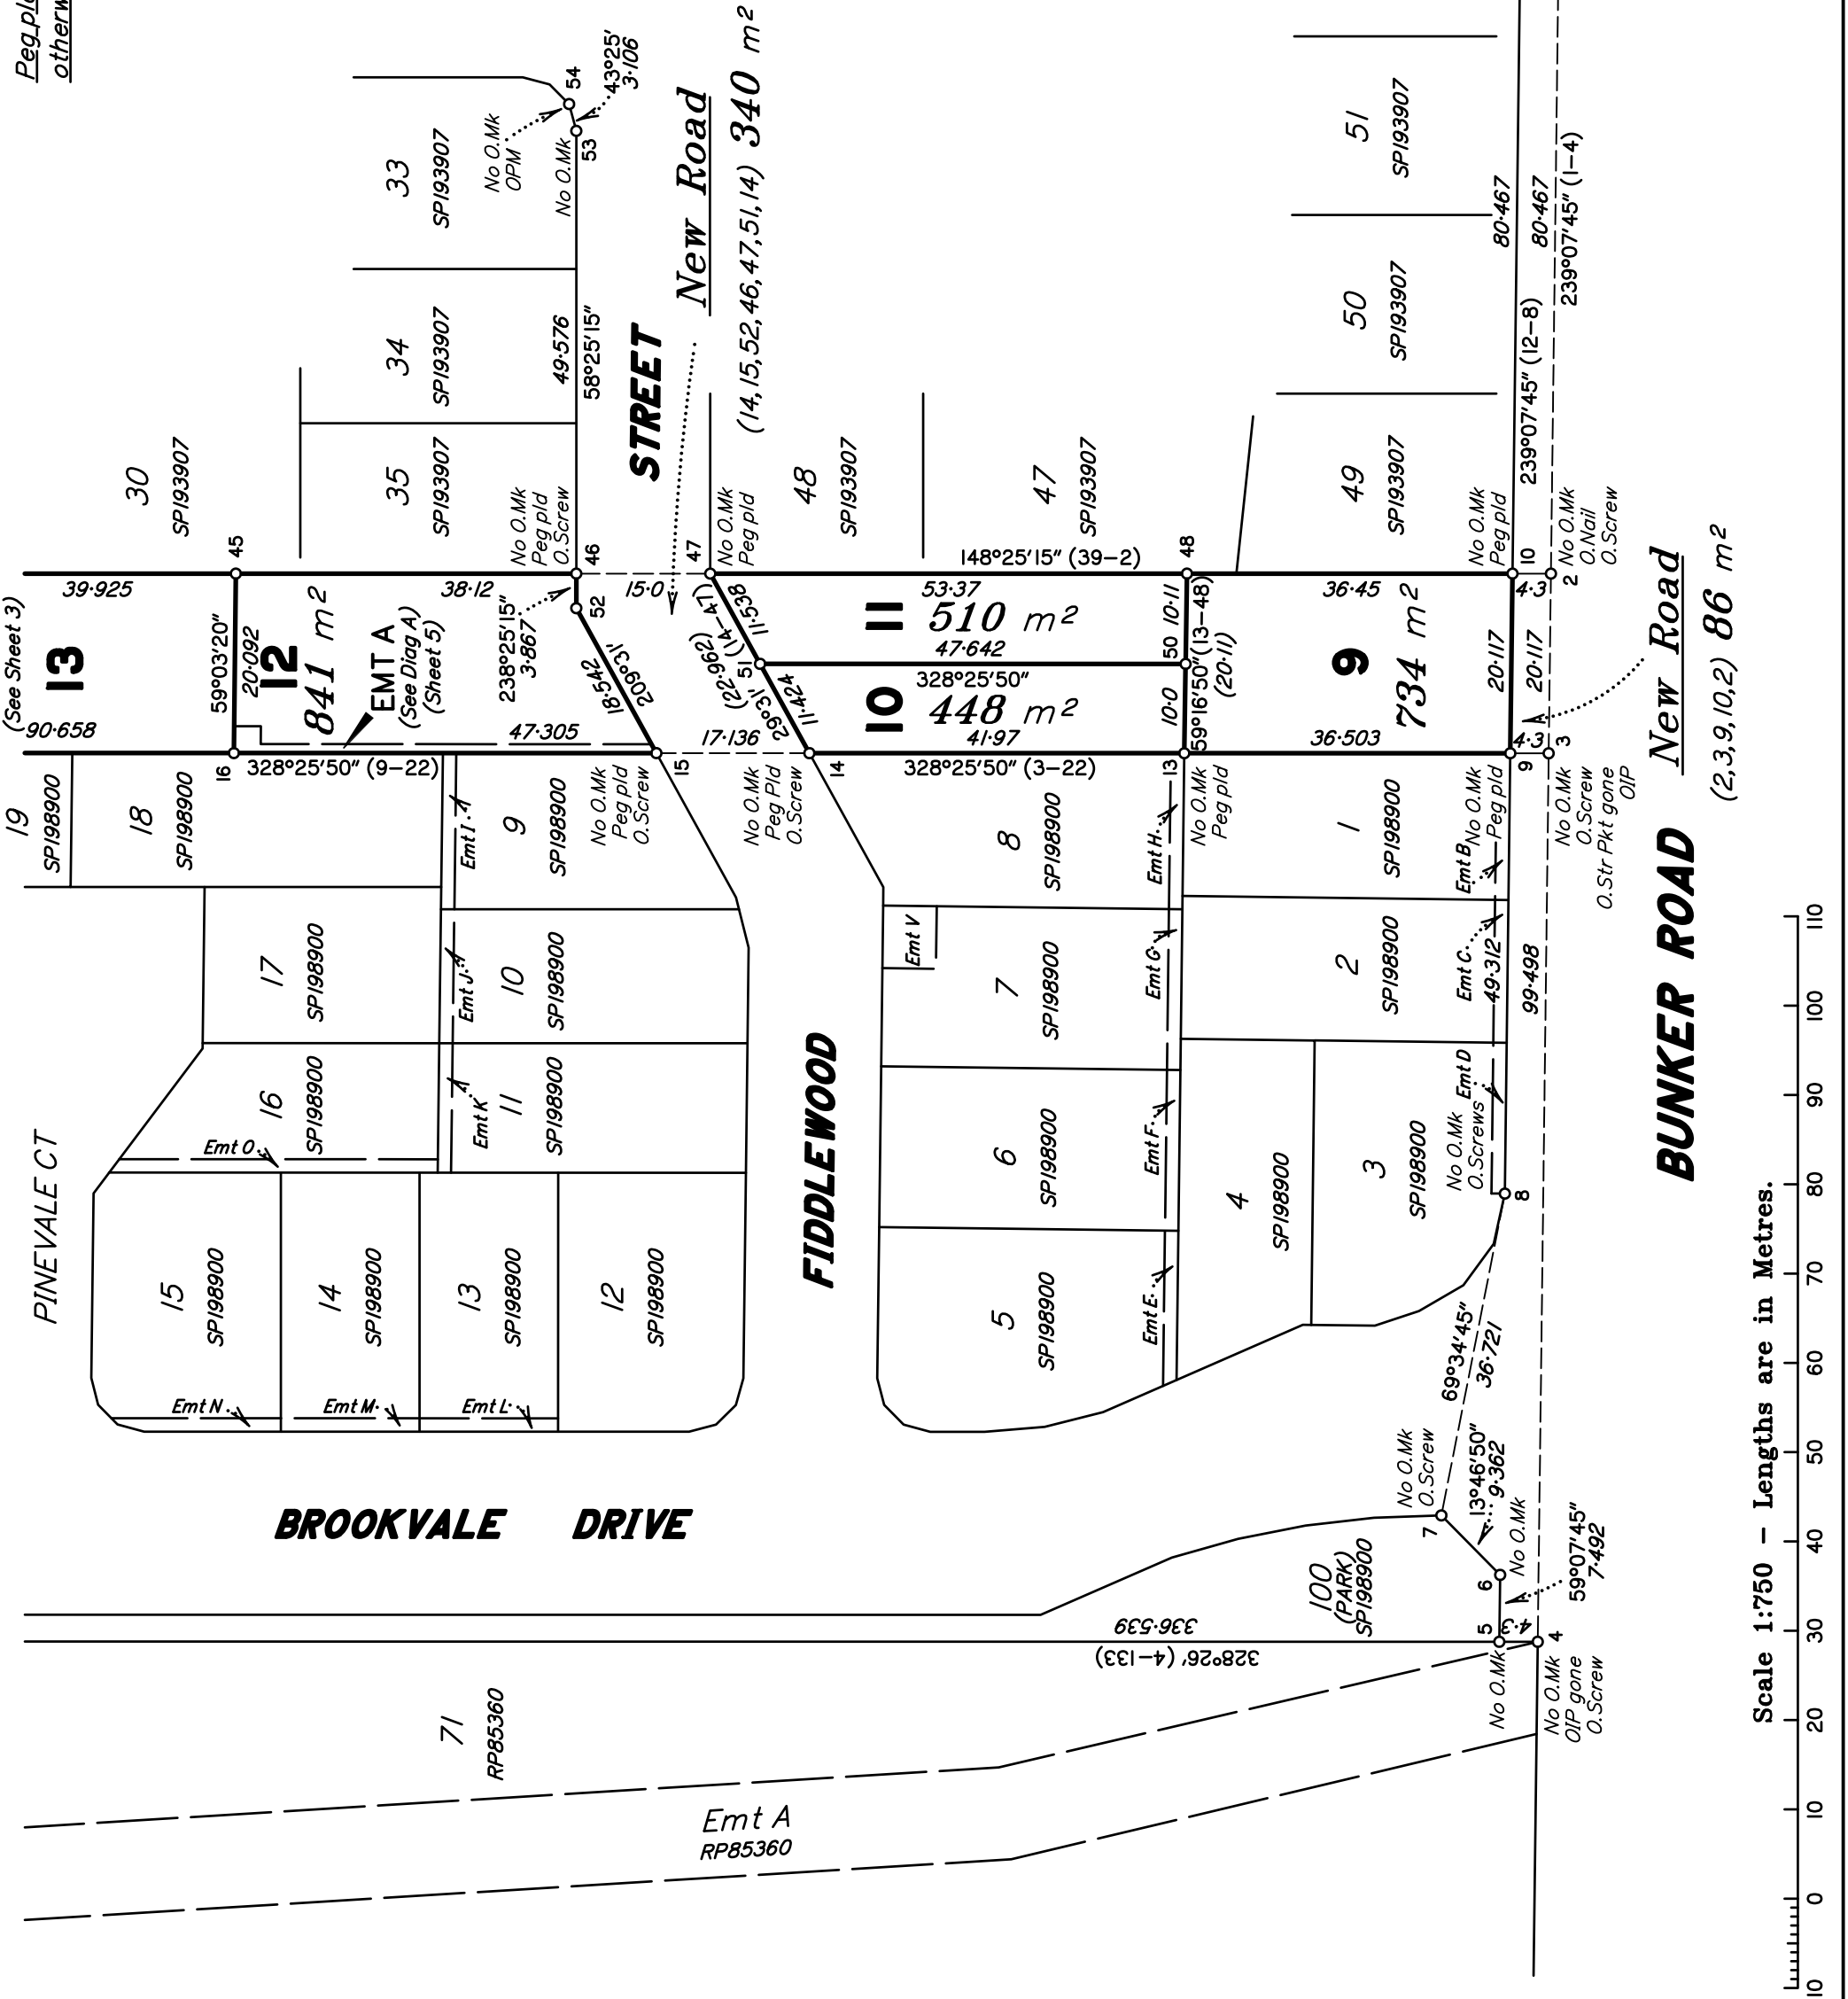 Peg pld
otherw
(See Sheet 3)
13
39·925
90·658
59°03'20"
20·092
12
841 m²
EMT A
(See Diag A)
(Sheet 5)
38·12
47·305
238°25'15"
3·867
18·542
209°31'
15·0
17·136
16
328°25'50" (9-22)
15
45
46
52
30
SP193907
33
SP193907
34
SP193907
35
SP193907
No O.Mk
OPM
54
43°25'
3·106
No O.Mk
53
49·576
58°25'15"
No O.Mk
Peg pld
O.Screw
STREET
New Road
(14,15,52,46,47,51,14) 340 m²
47
No O.Mk
Peg pld
48
SP193907
47
SP193907
148°25'15" (39-2)
48
11·538
(14-47)
(22·962)
51
29°31'
11·424
14
53·37
11
510 m²
47·642
328°25'50"
10
448 m²
41·97
328°25'50" (3-22)
50
10·11
10·0
59°16'50" (13-48)
(20·11)
13
No O.Mk
Peg pld
36·45
9
734 m²
36·503
20·117
20·117
4·3
4·3
10
2
9
3
49
SP193907
50
SP193907
51
SP193907
No O.Mk
Peg pld
239°07'45" (12-8)
80·467
80·467
239°07'45" (1-4)
No O.Mk
O.Nail
O.Screw
New Road
(2,3,9,10,2) 86 m²
No O.Mk
O.Screw
O.Str Pkt gone
OIP
BUNKER ROAD
19
SP198900
18
SP198900
17
SP198900
16
SP198900
15
SP198900
14
SP198900
13
SP198900
12
SP198900
11
SP198900
10
SP198900
9
SP198900
Emt I
Emt J
Emt K
Emt L
Emt M
Emt N
Emt O
PINEVALE CT
No O.Mk
Peg pld
O.Screw
No O.Mk
Peg Pld
O.Screw
FIDDLEWOOD
8
SP198900
7
SP198900
Emt V
6
SP198900
5
SP198900
Emt H
Emt G
Emt F
Emt E
1
SP198900
2
SP198900
3
SP198900
4
SP198900
No O.Mk
Peg pld
Emt B
Emt C
Emt D
49·312
99·498
No O.Mk
O.Screws
8
69°34'45"
36·721
No O.Mk
O.Screw
7
13°46'50"
9·362
No O.Mk
6
59°07'45"
7·492
5
4·3
4
No O.Mk
No O.Mk
OIP gone
O.Screw
BROOKVALE DRIVE
100
(PARK)
SP198900
336·539
328°26' (4-133)
71
RP85360
Emt A
RP85360
Scale 1:750 – Lengths are in Metres.
10 0 10 20 30 40 50 60 70 80 90 100 110